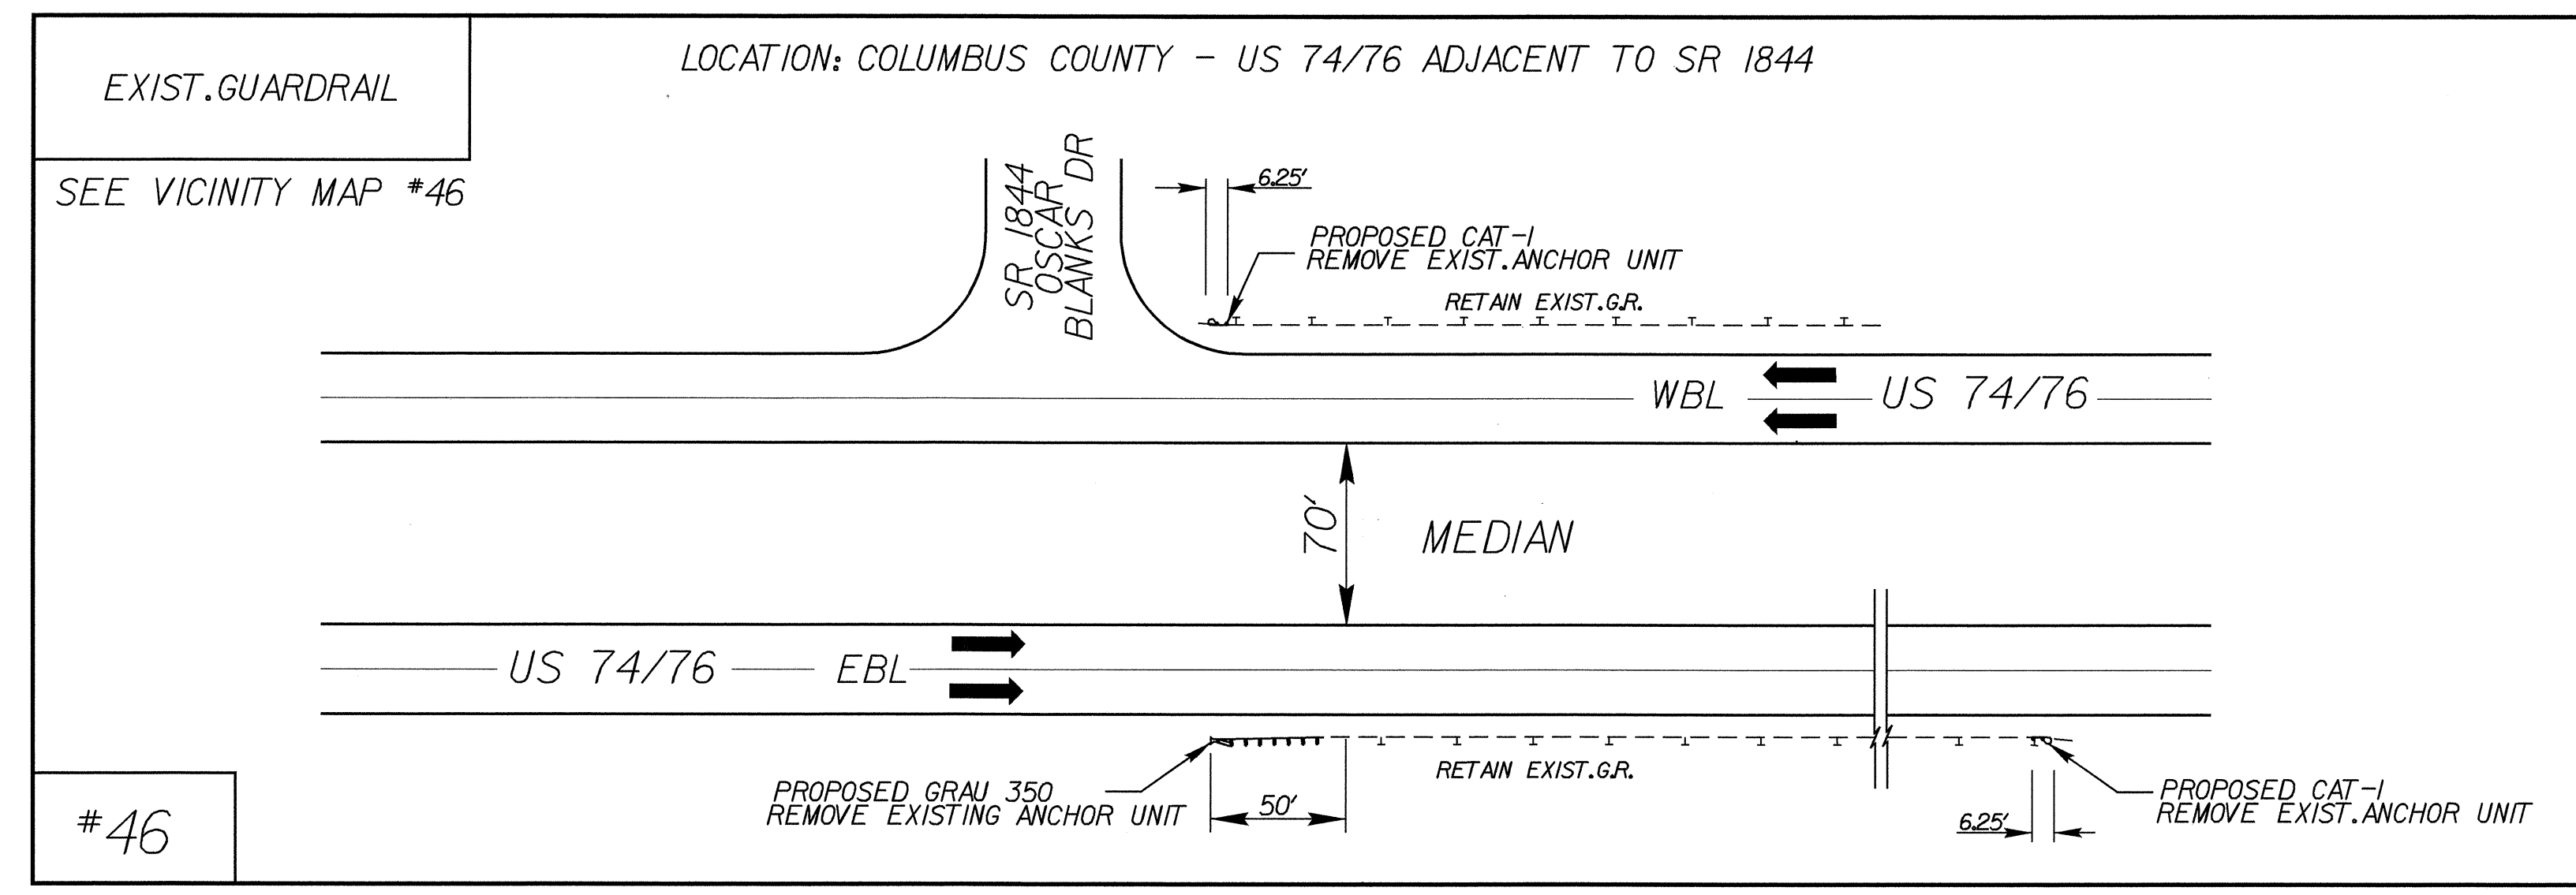 EXIST.GUARDRAIL
LOCATION: COLUMBUS COUNTY - US 74/76 ADJACENT TO SR 1844
SEE VICINITY MAP #46
SR 1844
OSCAR
BLANKS DR
6.25'
PROPOSED CAT-1
REMOVE EXIST.ANCHOR UNIT
RETAIN EXIST.G.R.
WBL
US 74/76
70'
MEDIAN
US 74/76
EBL
RETAIN EXIST.G.R.
PROPOSED GRAU 350
REMOVE EXISTING ANCHOR UNIT
50'
PROPOSED CAT-1
REMOVE EXIST.ANCHOR UNIT
6.25'
#46